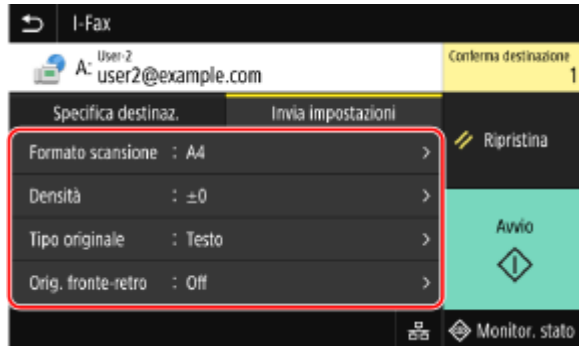 I-Fax
A: User-2
user2@example.com
Conferma destinazione
1
Specifica destinaz.
Invia impostazioni
Formato scansione : A4
Densità : ±0
Tipo originale : Testo
Orig. fronte-retro : Off
Ripristina
Avvio
Monitor. stato